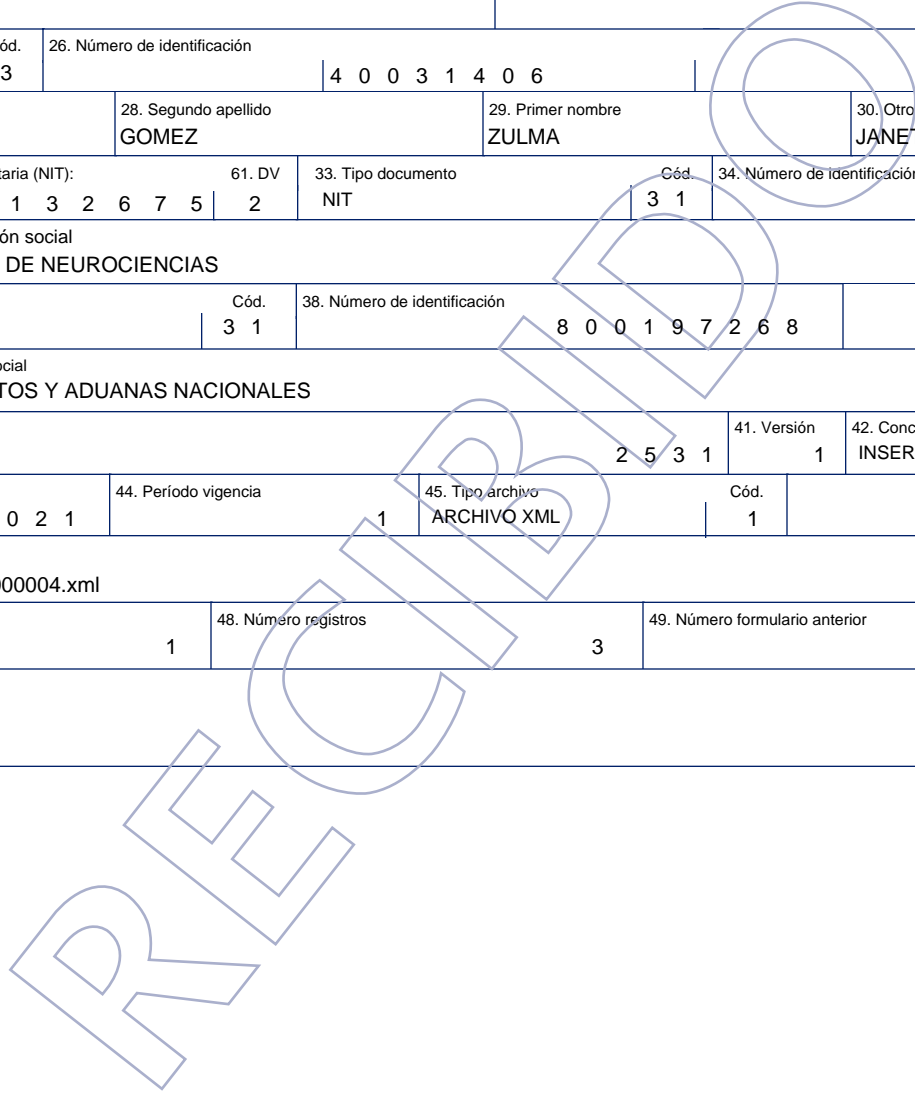 ód. 26. Número de identificación
3 4 0 0 3 1 4 0 6
28. Segundo apellido 29. Primer nombre 30. Otro
GOMEZ ZULMA JANET
taria (NIT): 61. DV 33. Tipo documento Cód. 34. Número de identificación
1 3 2 6 7 5 2 NIT 3 1
ón social
DE NEUROCIENCIAS
Cód. 38. Número de identificación
3 1 8 0 0 1 9 7 2 6 8
ocial
TOS Y ADUANAS NACIONALES
41. Versión 42. Conc
2 5 3 1 1 INSER
44. Período vigencia 45. Tipo archivo Cód.
0 2 1 1 ARCHIVO XML 1
000004.xml
48. Número registros 49. Número formulario anterior
1 3
RECIBIDO